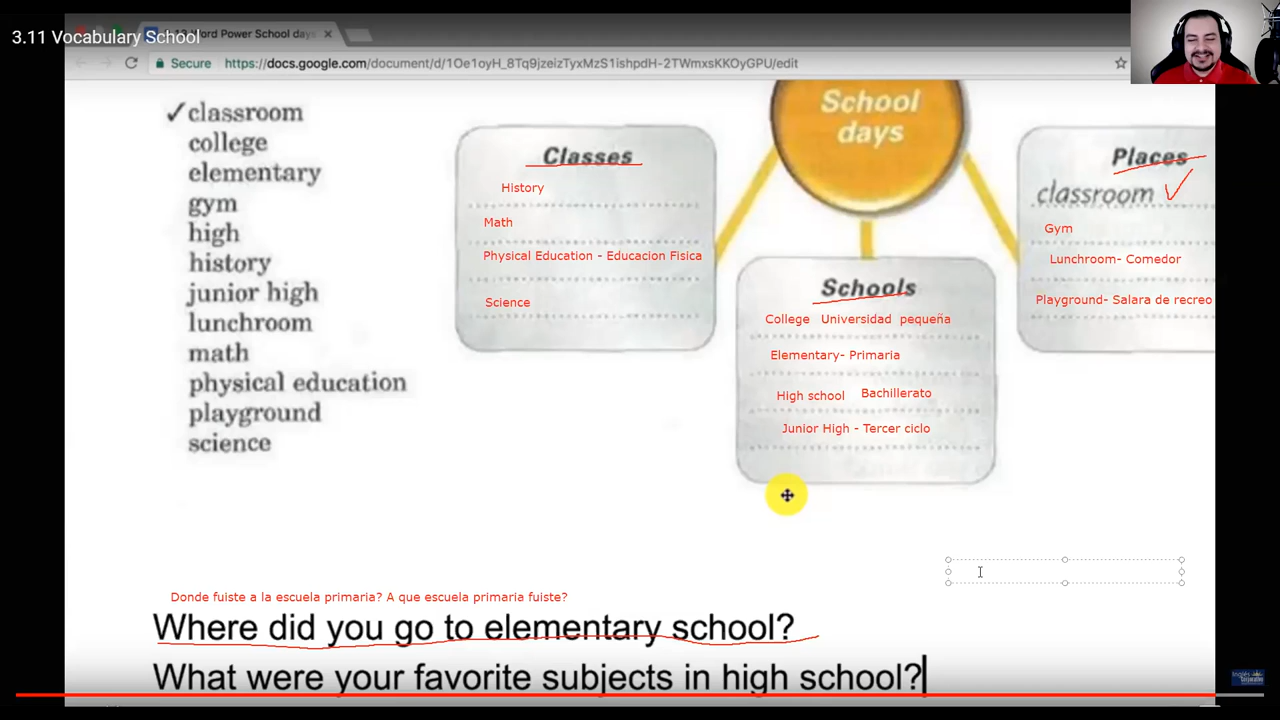 3.11 Vocabulary School
Word Power School days
Secure https://docs.google.com/document/d/1Oe1oyH_8Tq9jzeizTyxMzS1ishpdH-2TWmxsKKOyGPU/edit
✓classroom
college
elementary
gym
high
history
junior high
lunchroom
math
physical education
playground
science
School
days
Classes
History
Math
Physical Education - Educacion Fisica
Science
Schools
College Universidad pequeña
Elementary- Primaria
High school Bachillerato
Junior High - Tercer ciclo
Places
classroom
Gym
Lunchroom- Comedor
Playground- Salara de recreo
Donde fuiste a la escuela primaria? A que escuela primaria fuiste?
Where did you go to elementary school?
What were your favorite subjects in high school?